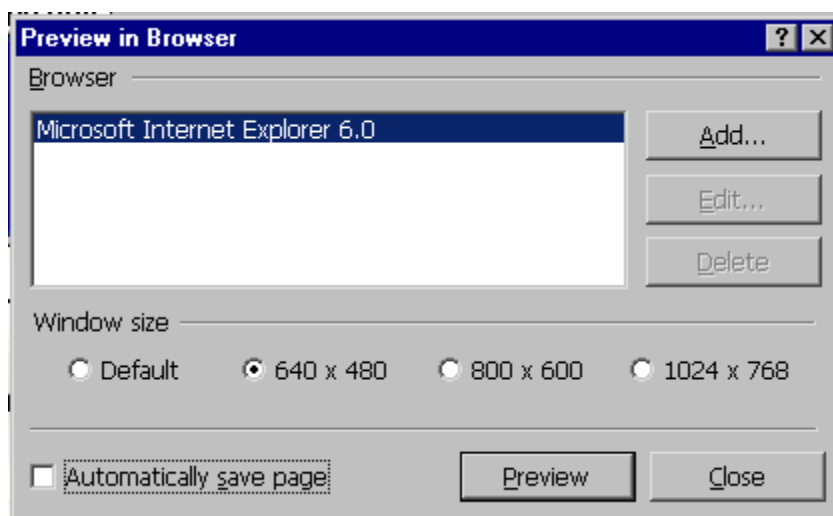 Preview in Browser
Browser
Microsoft Internet Explorer 6.0
Add...
Edit...
Delete
Window size
Default 640 x 480 800 x 600 1024 x 768
Automatically save page Preview Close